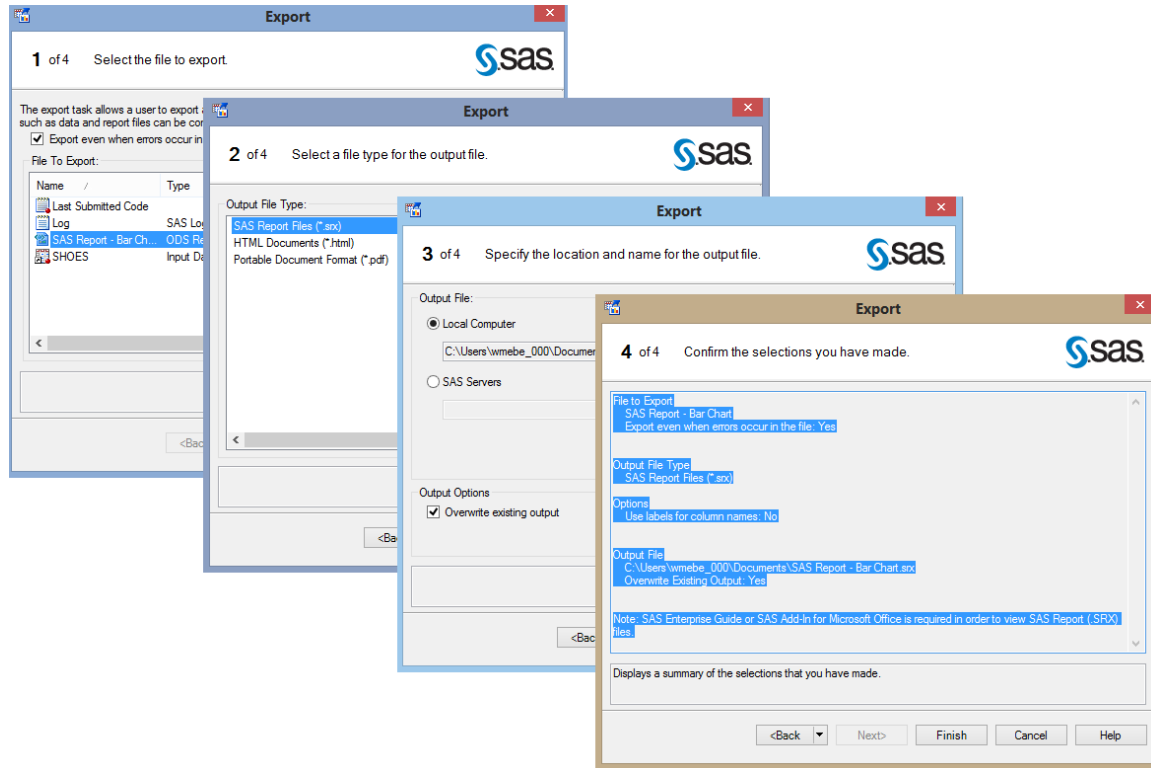 Export
1 of 4 Select the file to export.
sas
The export task allows a user to export
such as data and report files can be
Export even when errors occur in
File To Export:
Name / Type
Last Submitted Code
Log SAS Log
SAS Report - Bar Ch... ODS Re
SHOES Input Da
<Bac
Export
2 of 4 Select a file type for the output file.
sas
Output File Type:
SAS Report Files (*.srx)
HTML Documents (*.html)
Portable Document Format (*.pdf)
<Ba
Export
3 of 4 Specify the location and name for the output file.
sas
Output File:
Local Computer
C:\Users\wmebe_000\Documen
SAS Servers
Output Options
Overwrite existing output
<Bac
Export
4 of 4 Confirm the selections you have made.
sas
File to Export
SAS Report - Bar Chart
Export even when errors occur in the file: Yes
Output File Type
SAS Report Files (*.srx)
Options
Use labels for column names: No
Output File
C:\Users\wmebe_000\Documents\SAS Report - Bar Chart.srx
Overwrite Existing Output: Yes
Note: SAS Enterprise Guide or SAS Add-In for Microsoft Office is required in order to view SAS Report (.SRX)
files.
Displays a summary of the selections that you have made.
<Back Next> Finish Cancel Help